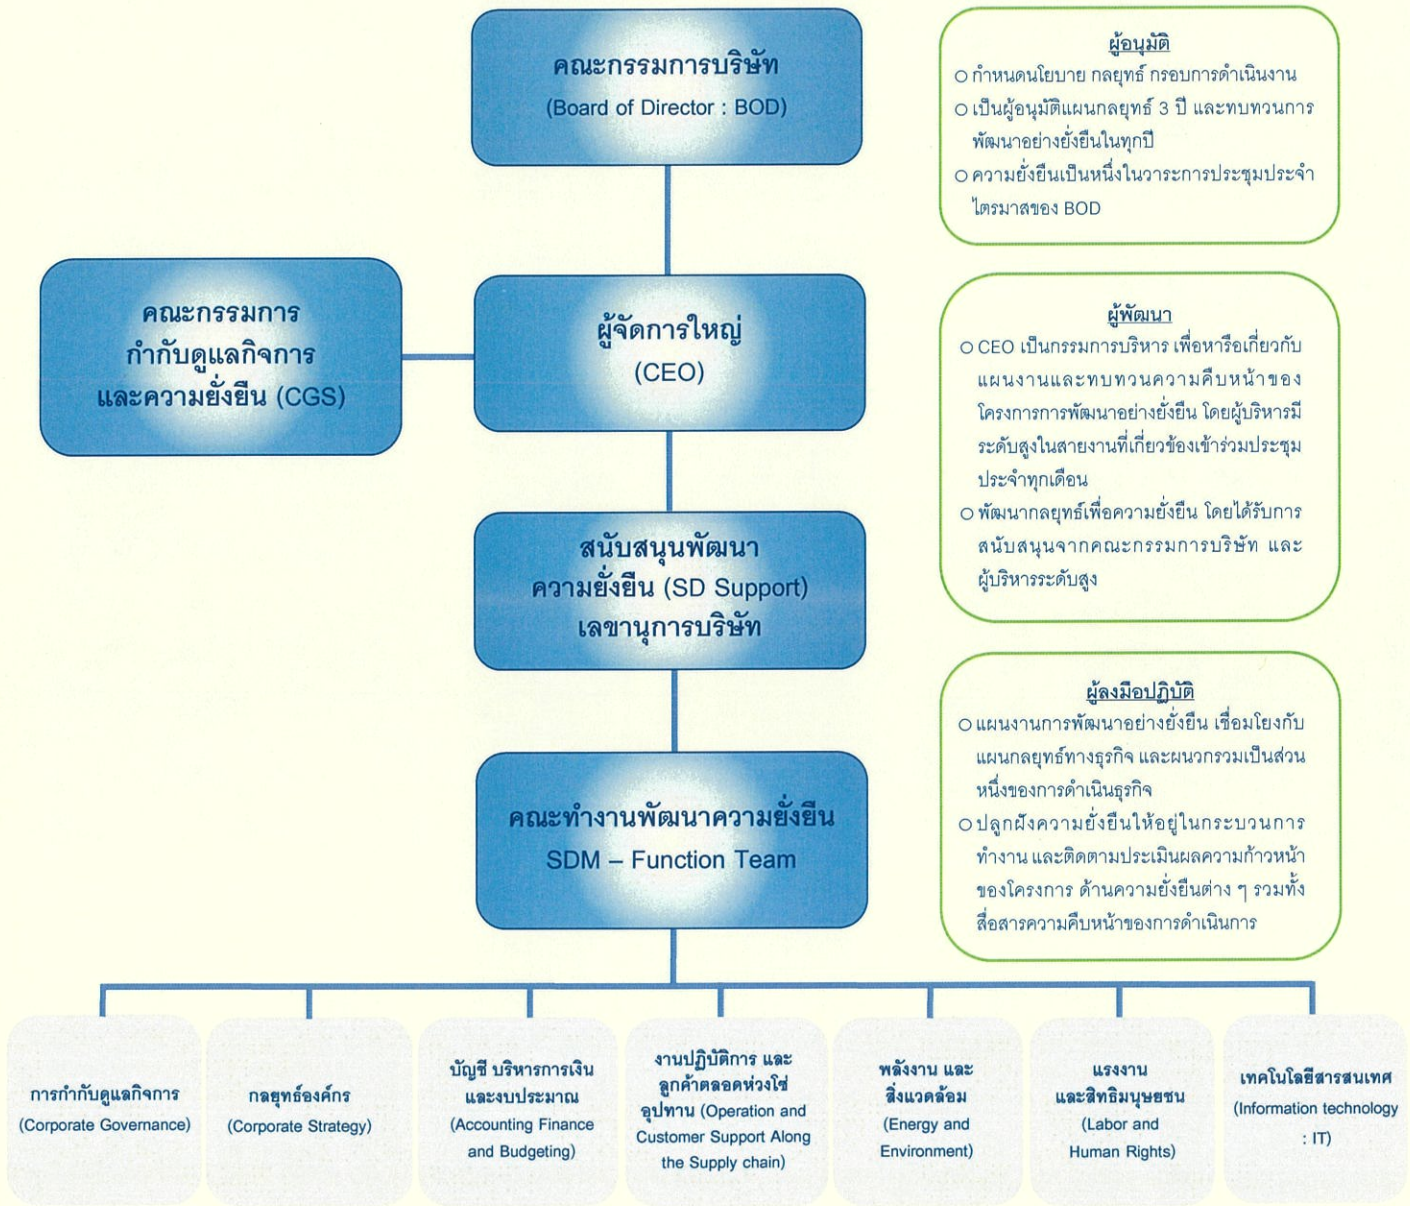 คณะกรรมการบริษัท
(Board of Director : BOD)
ผู้อนุมัติ
○ กำหนดนโยบาย กลยุทธ์ กรอบการดำเนินงาน
○ เป็นผู้อนุมัติแผนกลยุทธ์ 3 ปี และทบทวนการ
พัฒนาอย่างยั่งยืนในทุกปี
○ ความยั่งยืนเป็นหนึ่งในวาระการประชุมประจำ
ไตรมาสของ BOD
คณะกรรมการ
กำกับดูแลกิจการ
และความยั่งยืน (CGS)
ผู้จัดการใหญ่
(CEO)
ผู้พัฒนา
○ CEO เป็นกรรมการบริหาร เพื่อหารือเกี่ยวกับ
แผนงานและทบทวนความคืบหน้าของ
โครงการการพัฒนาอย่างยั่งยืน โดยผู้บริหารมี
ระดับสูงในสายงานที่เกี่ยวข้องเข้าร่วมประชุม
ประจำทุกเดือน
○ พัฒนากลยุทธ์เพื่อความยั่งยืน โดยได้รับการ
สนับสนุนจากคณะกรรมการบริษัท และ
ผู้บริหารระดับสูง
สนับสนุนพัฒนา
ความยั่งยืน (SD Support)
เลขานุการบริษัท
ผู้ลงมือปฏิบัติ
○ แผนงานการพัฒนาอย่างยั่งยืน เชื่อมโยงกับ
แผนกลยุทธ์ทางธุรกิจ และผนวกรวมเป็นส่วน
หนึ่งของการดำเนินธุรกิจ
○ ปลูกฝังความยั่งยืนให้อยู่ในกระบวนการ
ทำงาน และติดตามประเมินผลความก้าวหน้า
ของโครงการ ด้านความยั่งยืนต่าง ๆ รวมทั้ง
สื่อสารความคืบหน้าของการดำเนินการ
คณะทำงานพัฒนาความยั่งยืน
SDM – Function Team
การกำกับดูแลกิจการ
(Corporate Governance)
กลยุทธ์องค์กร
(Corporate Strategy)
บัญชี บริหารการเงิน
และงบประมาณ
(Accounting Finance
and Budgeting)
งานปฏิบัติการ และ
ลูกค้าตลอดห่วงโซ่
อุปทาน (Operation and
Customer Support Along
the Supply chain)
พลังงาน และ
สิ่งแวดล้อม
(Energy and
Environment)
แรงงาน
และสิทธิมนุษยชน
(Labor and
Human Rights)
เทคโนโลยีสารสนเทศ
(Information technology
: IT)